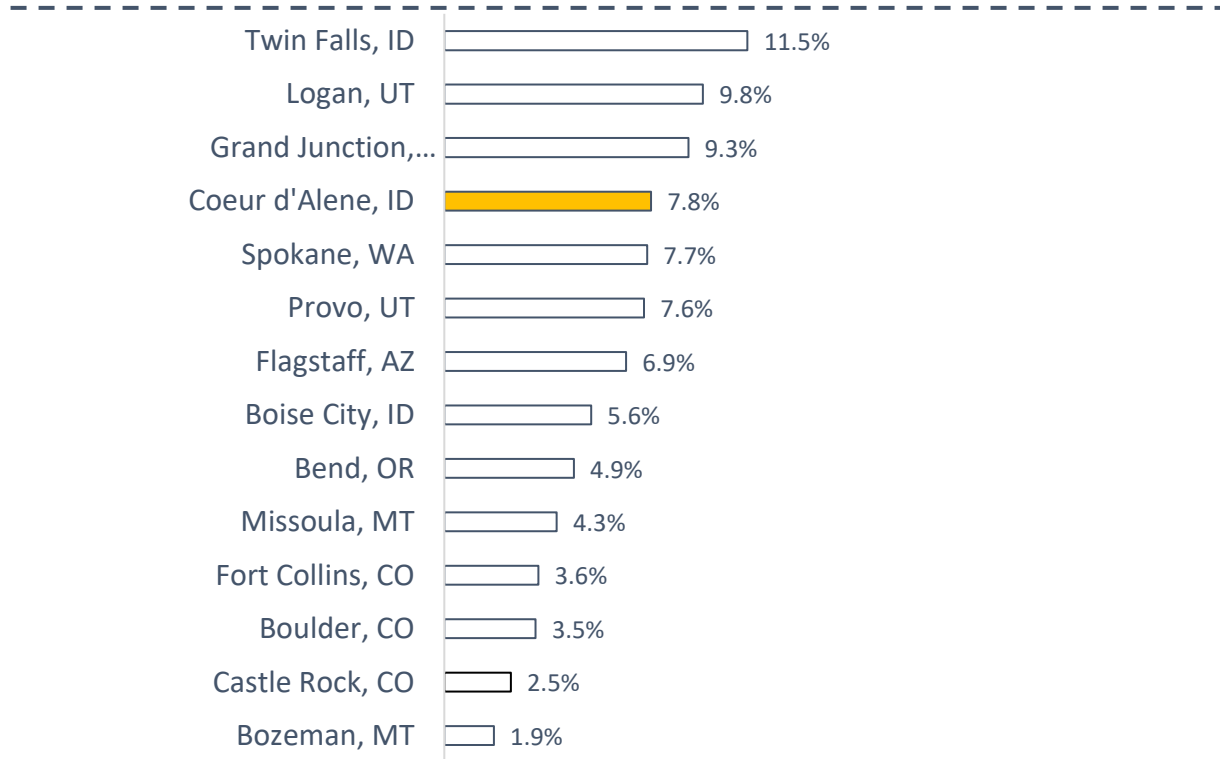 Twin Falls, ID 11.5%
Logan, UT 9.8%
Grand Junction,... 9.3%
Coeur d'Alene, ID 7.8%
Spokane, WA 7.7%
Provo, UT 7.6%
Flagstaff, AZ 6.9%
Boise City, ID 5.6%
Bend, OR 4.9%
Missoula, MT 4.3%
Fort Collins, CO 3.6%
Boulder, CO 3.5%
Castle Rock, CO 2.5%
Bozeman, MT 1.9%